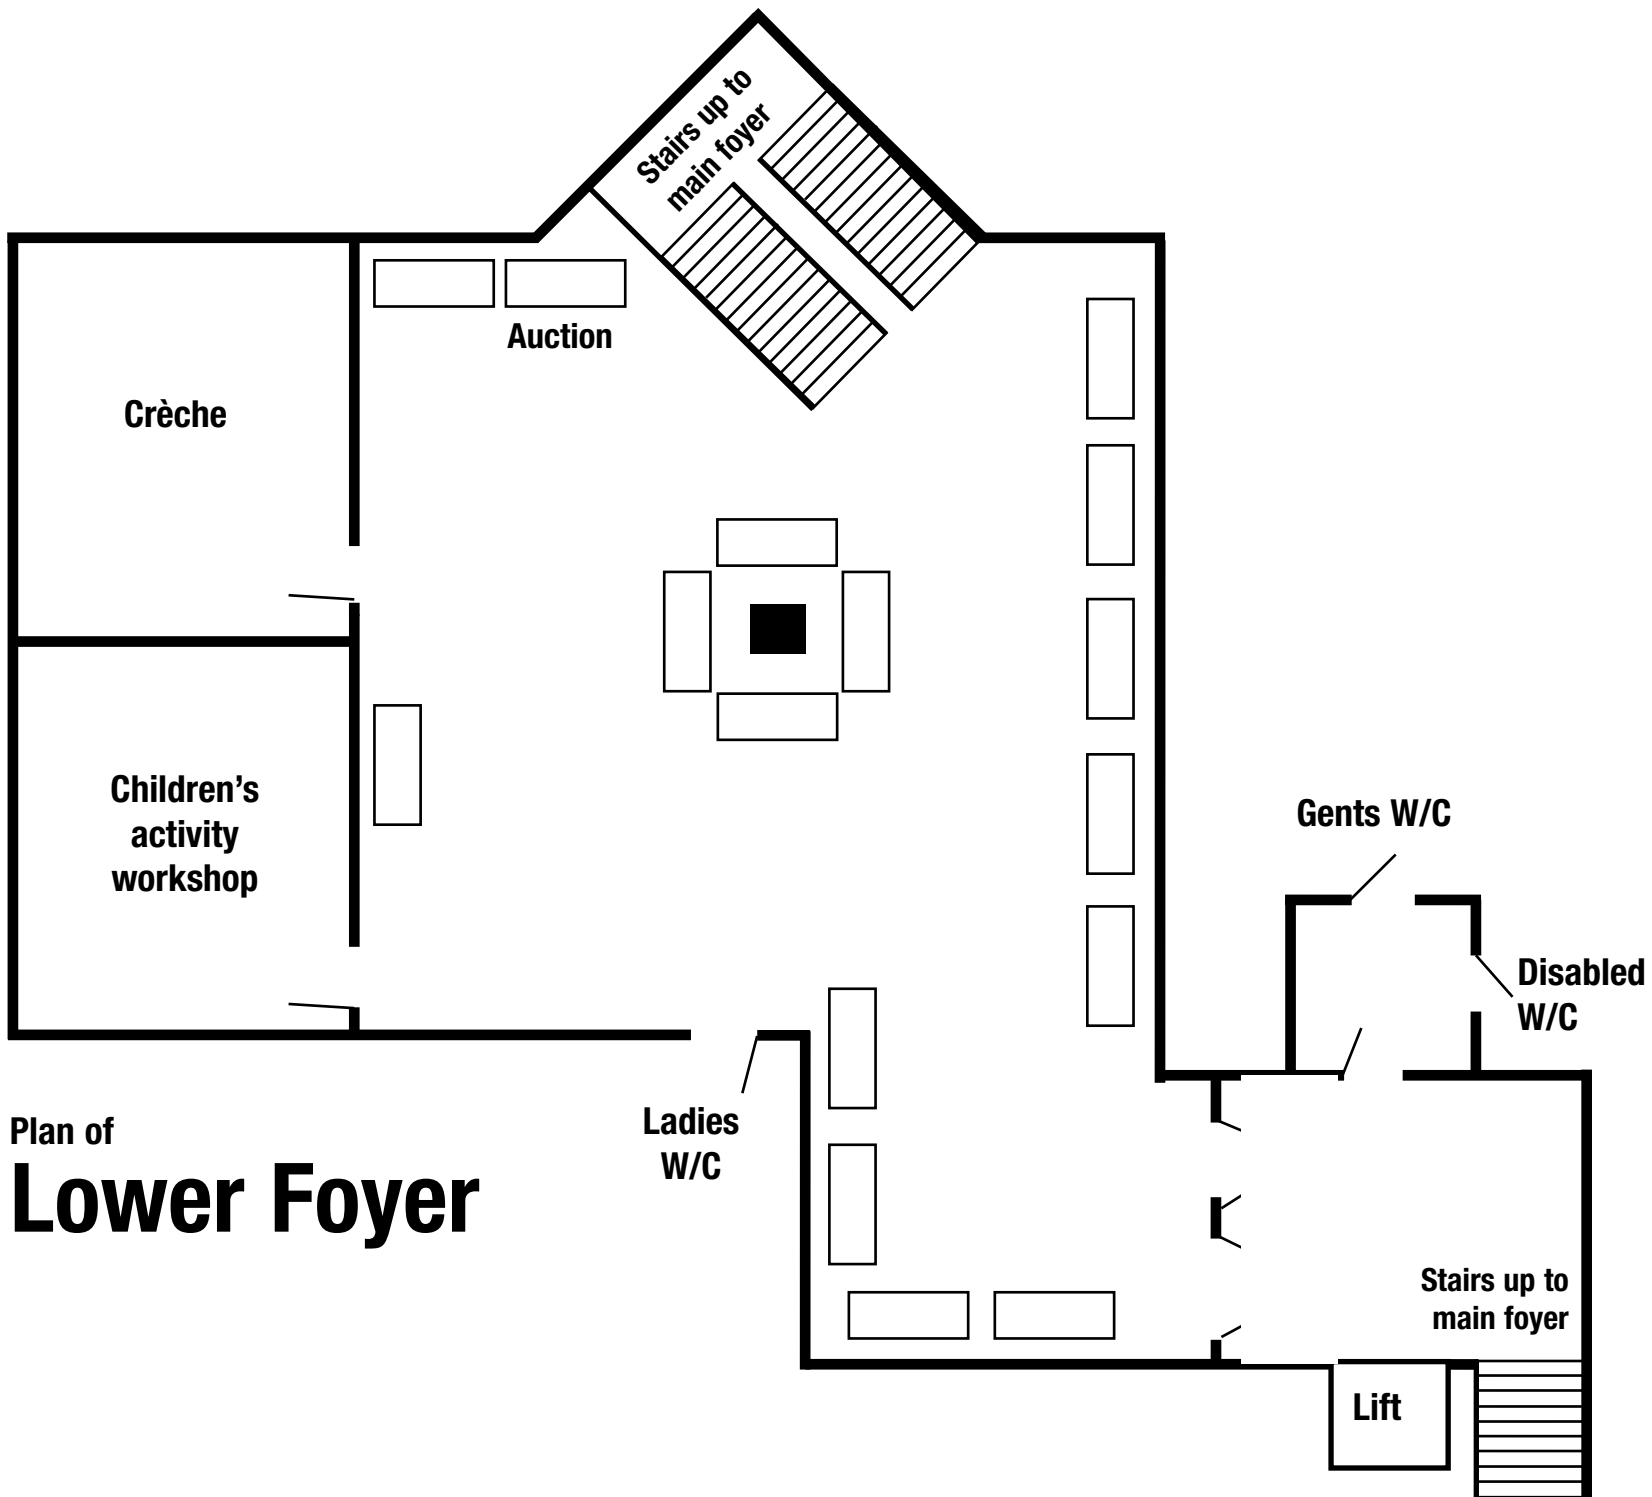 Stairs up to
main foyer
Auction
Crèche
Children’s
activity
workshop
Gents W/C
Disabled
W/C
Ladies
W/C
Plan of
Lower Foyer
Stairs up to
main foyer
Lift